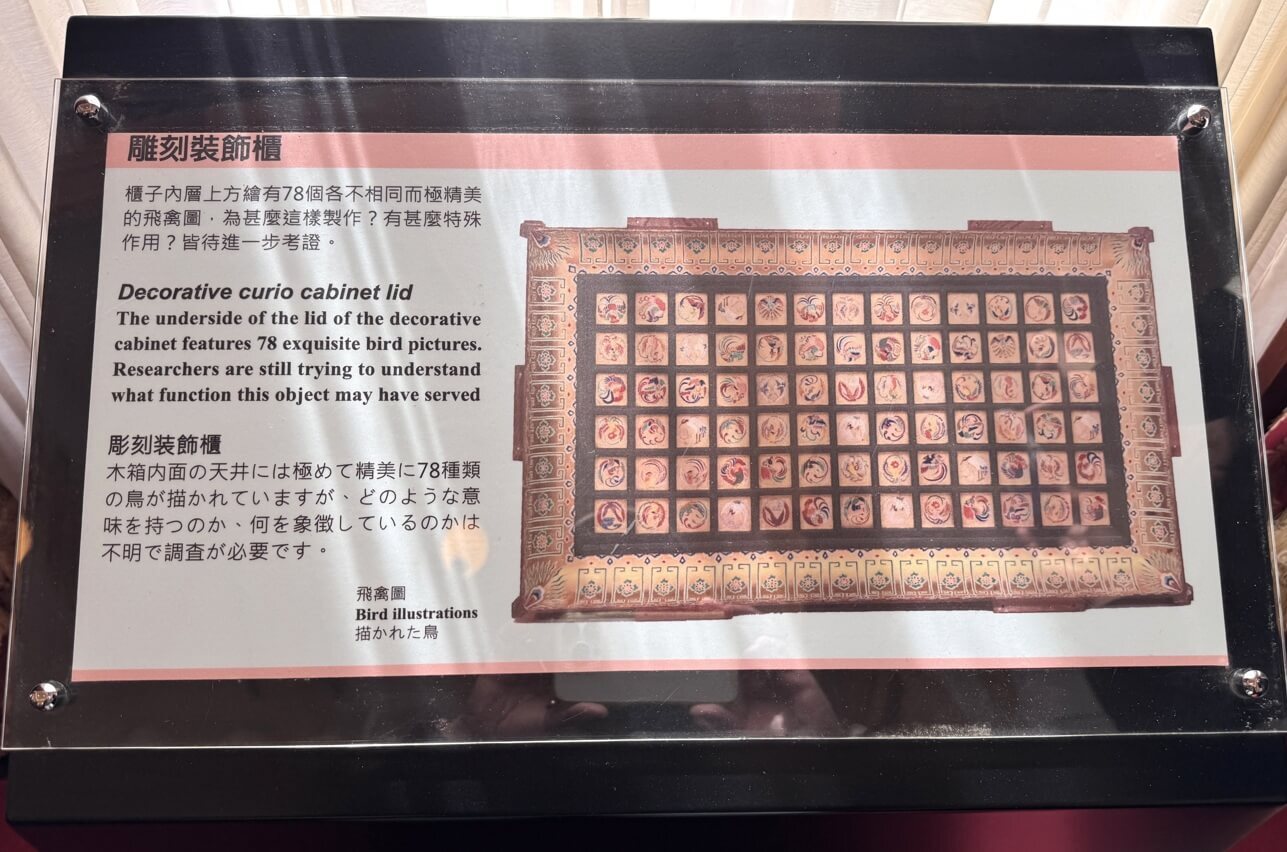 雕刻裝飾櫃
櫃子內層上方繪有78個各不相同而極精美
的飛禽圖，為甚麼這樣製作？有甚麼特殊
作用？皆待進一步考證。
Decorative curio cabinet lid
The underside of the lid of the decorative
cabinet features 78 exquisite bird pictures.
Researchers are still trying to understand
what function this object may have served
彫刻装飾櫃
木箱内面の天井には極めて精美に78種類
の鳥が描かれていますが、どのような意
味を持つのか、何を象徴しているのかは
不明で調査が必要です。
飛禽圖
Bird illustrations
描かれた鳥